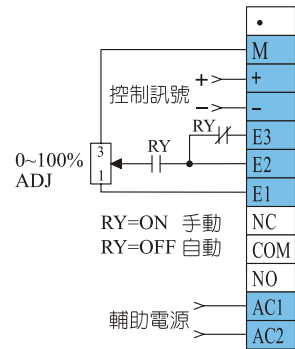 •
M
+
−
E3
E2
E1
NC
COM
NO
AC1
AC2
控制訊號
+
−
RY
RY
3
1
0~100%
ADJ
RY=ON 手動
RY=OFF 自動
輔助電源